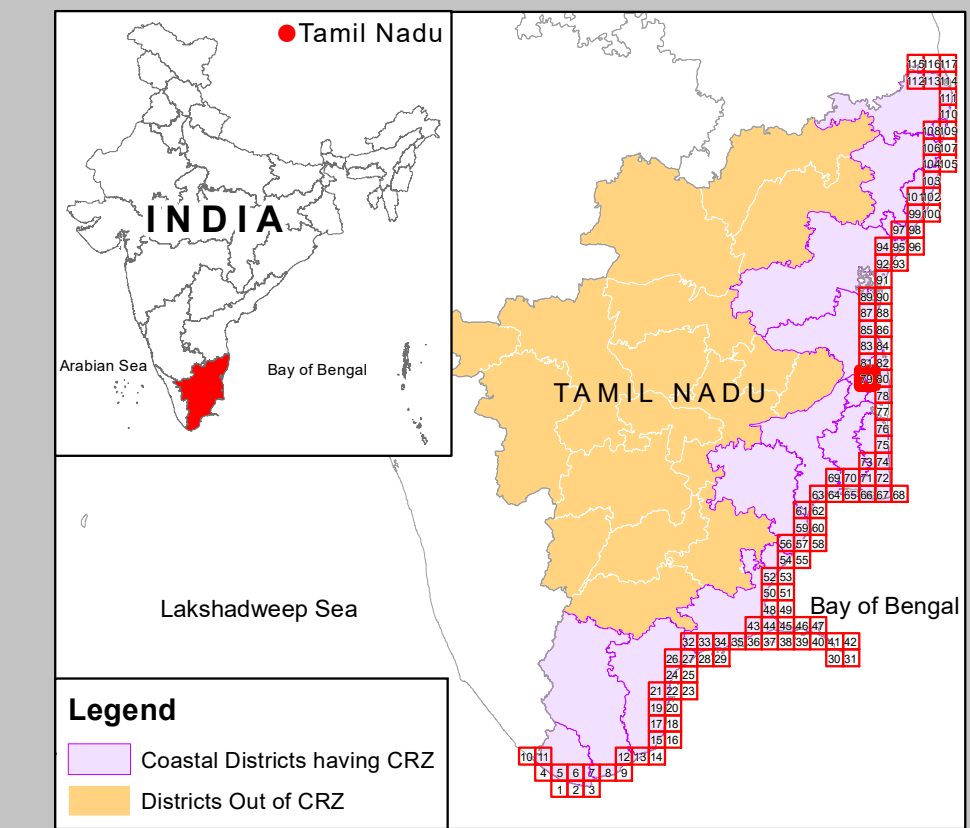 Tamil Nadu
INDIA
Arabian Sea
Bay of Bengal
115 116 117
112 113 114
111
110
108 109
106 107
104 105
103
101 102
99 100
97 98
94 95 96
92 93
91
89 90
87 88
85 86
83 84
81 82
79 80
TAMIL NADU
78
77
76
75
73 74
69 70 71 72
63 64 65 66 67 68
61 62
59 60
56 57 58
54 55
52 53
50 51
48 49
Lakshadweep Sea
Bay of Bengal
43 44 45 46 47
32 33 34 35 36 37 38 39 40 41 42
26 27 28 29 30 31
24 25
21 22 23
19 20
17 18
15 16
10 11 12 13 14
4 5 6 7 8 9
1 2 3
Legend
Coastal Districts having CRZ
Districts Out of CRZ